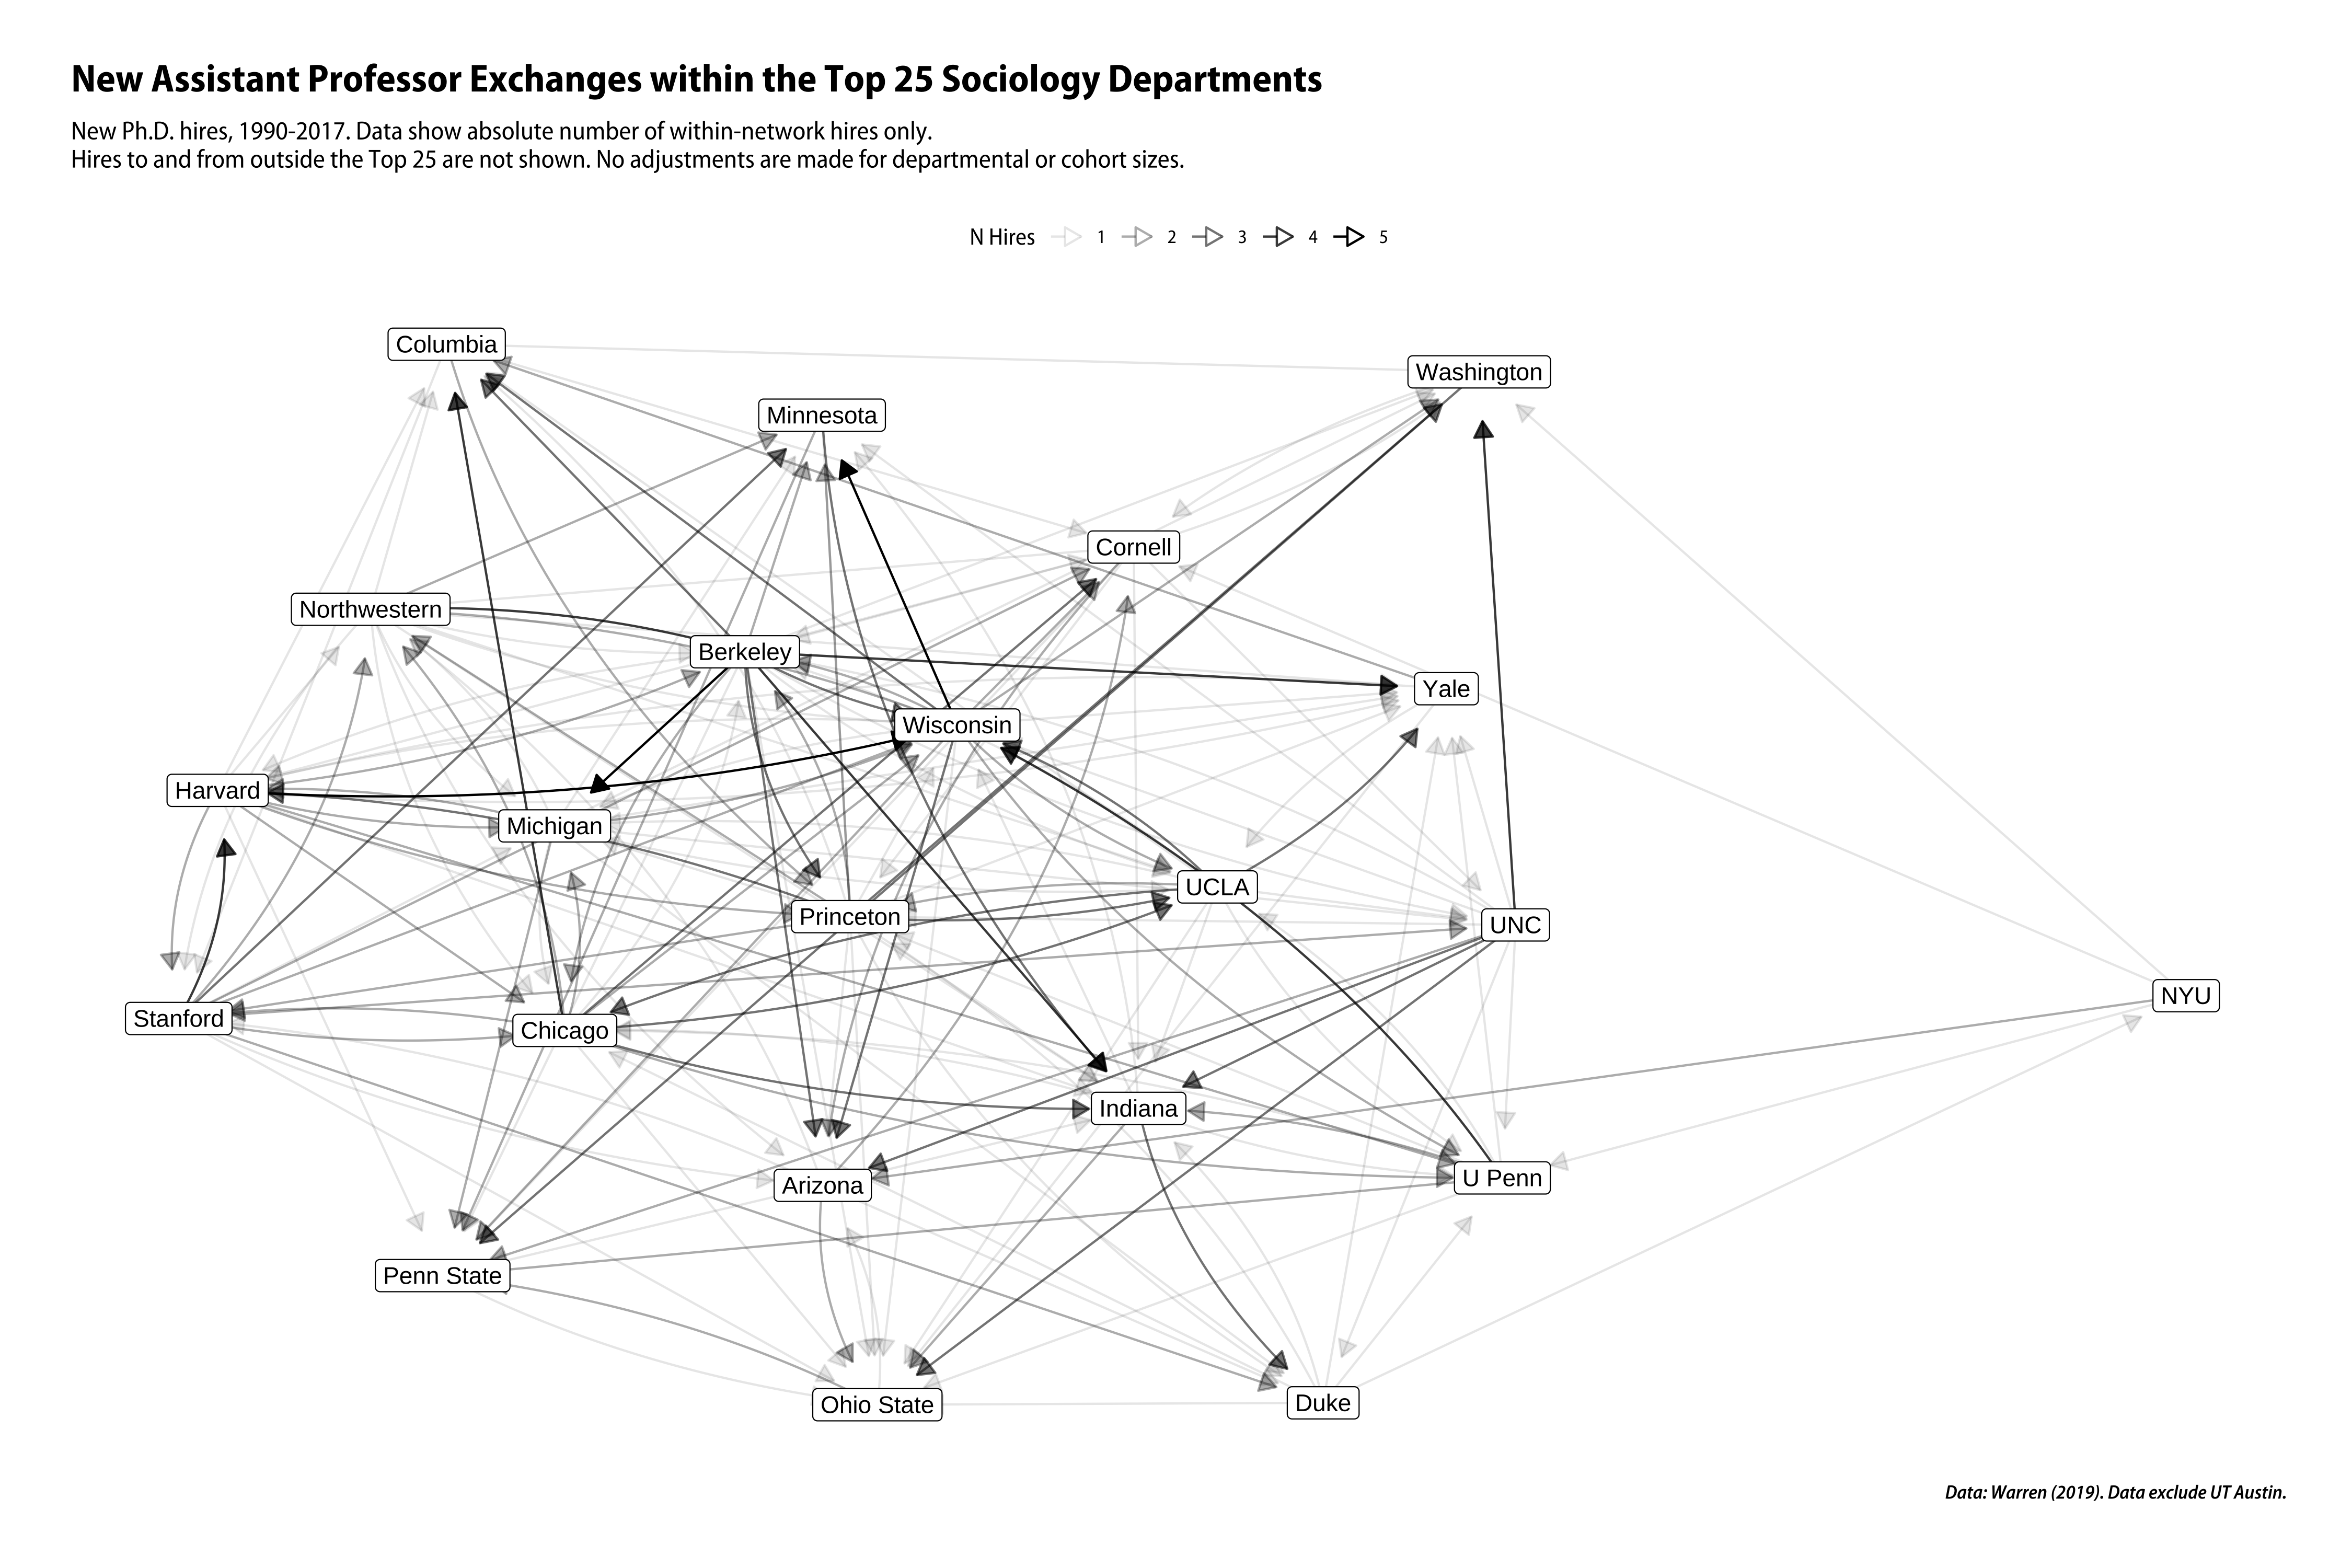 New Assistant Professor Exchanges within the Top 25 Sociology Departments
New Ph.D. hires, 1990-2017. Data show absolute number of within-network hires only.
Hires to and from outside the Top 25 are not shown. No adjustments are made for departmental or cohort sizes.
N Hires 1 2 3 4 5
Columbia
Washington
Minnesota
Cornell
Northwestern
Berkeley
Yale
Wisconsin
Harvard
Michigan
UCLA
Princeton
UNC
NYU
Stanford
Chicago
Indiana
U Penn
Arizona
Penn State
Duke
Ohio State
Data: Warren (2019). Data exclude UT Austin.